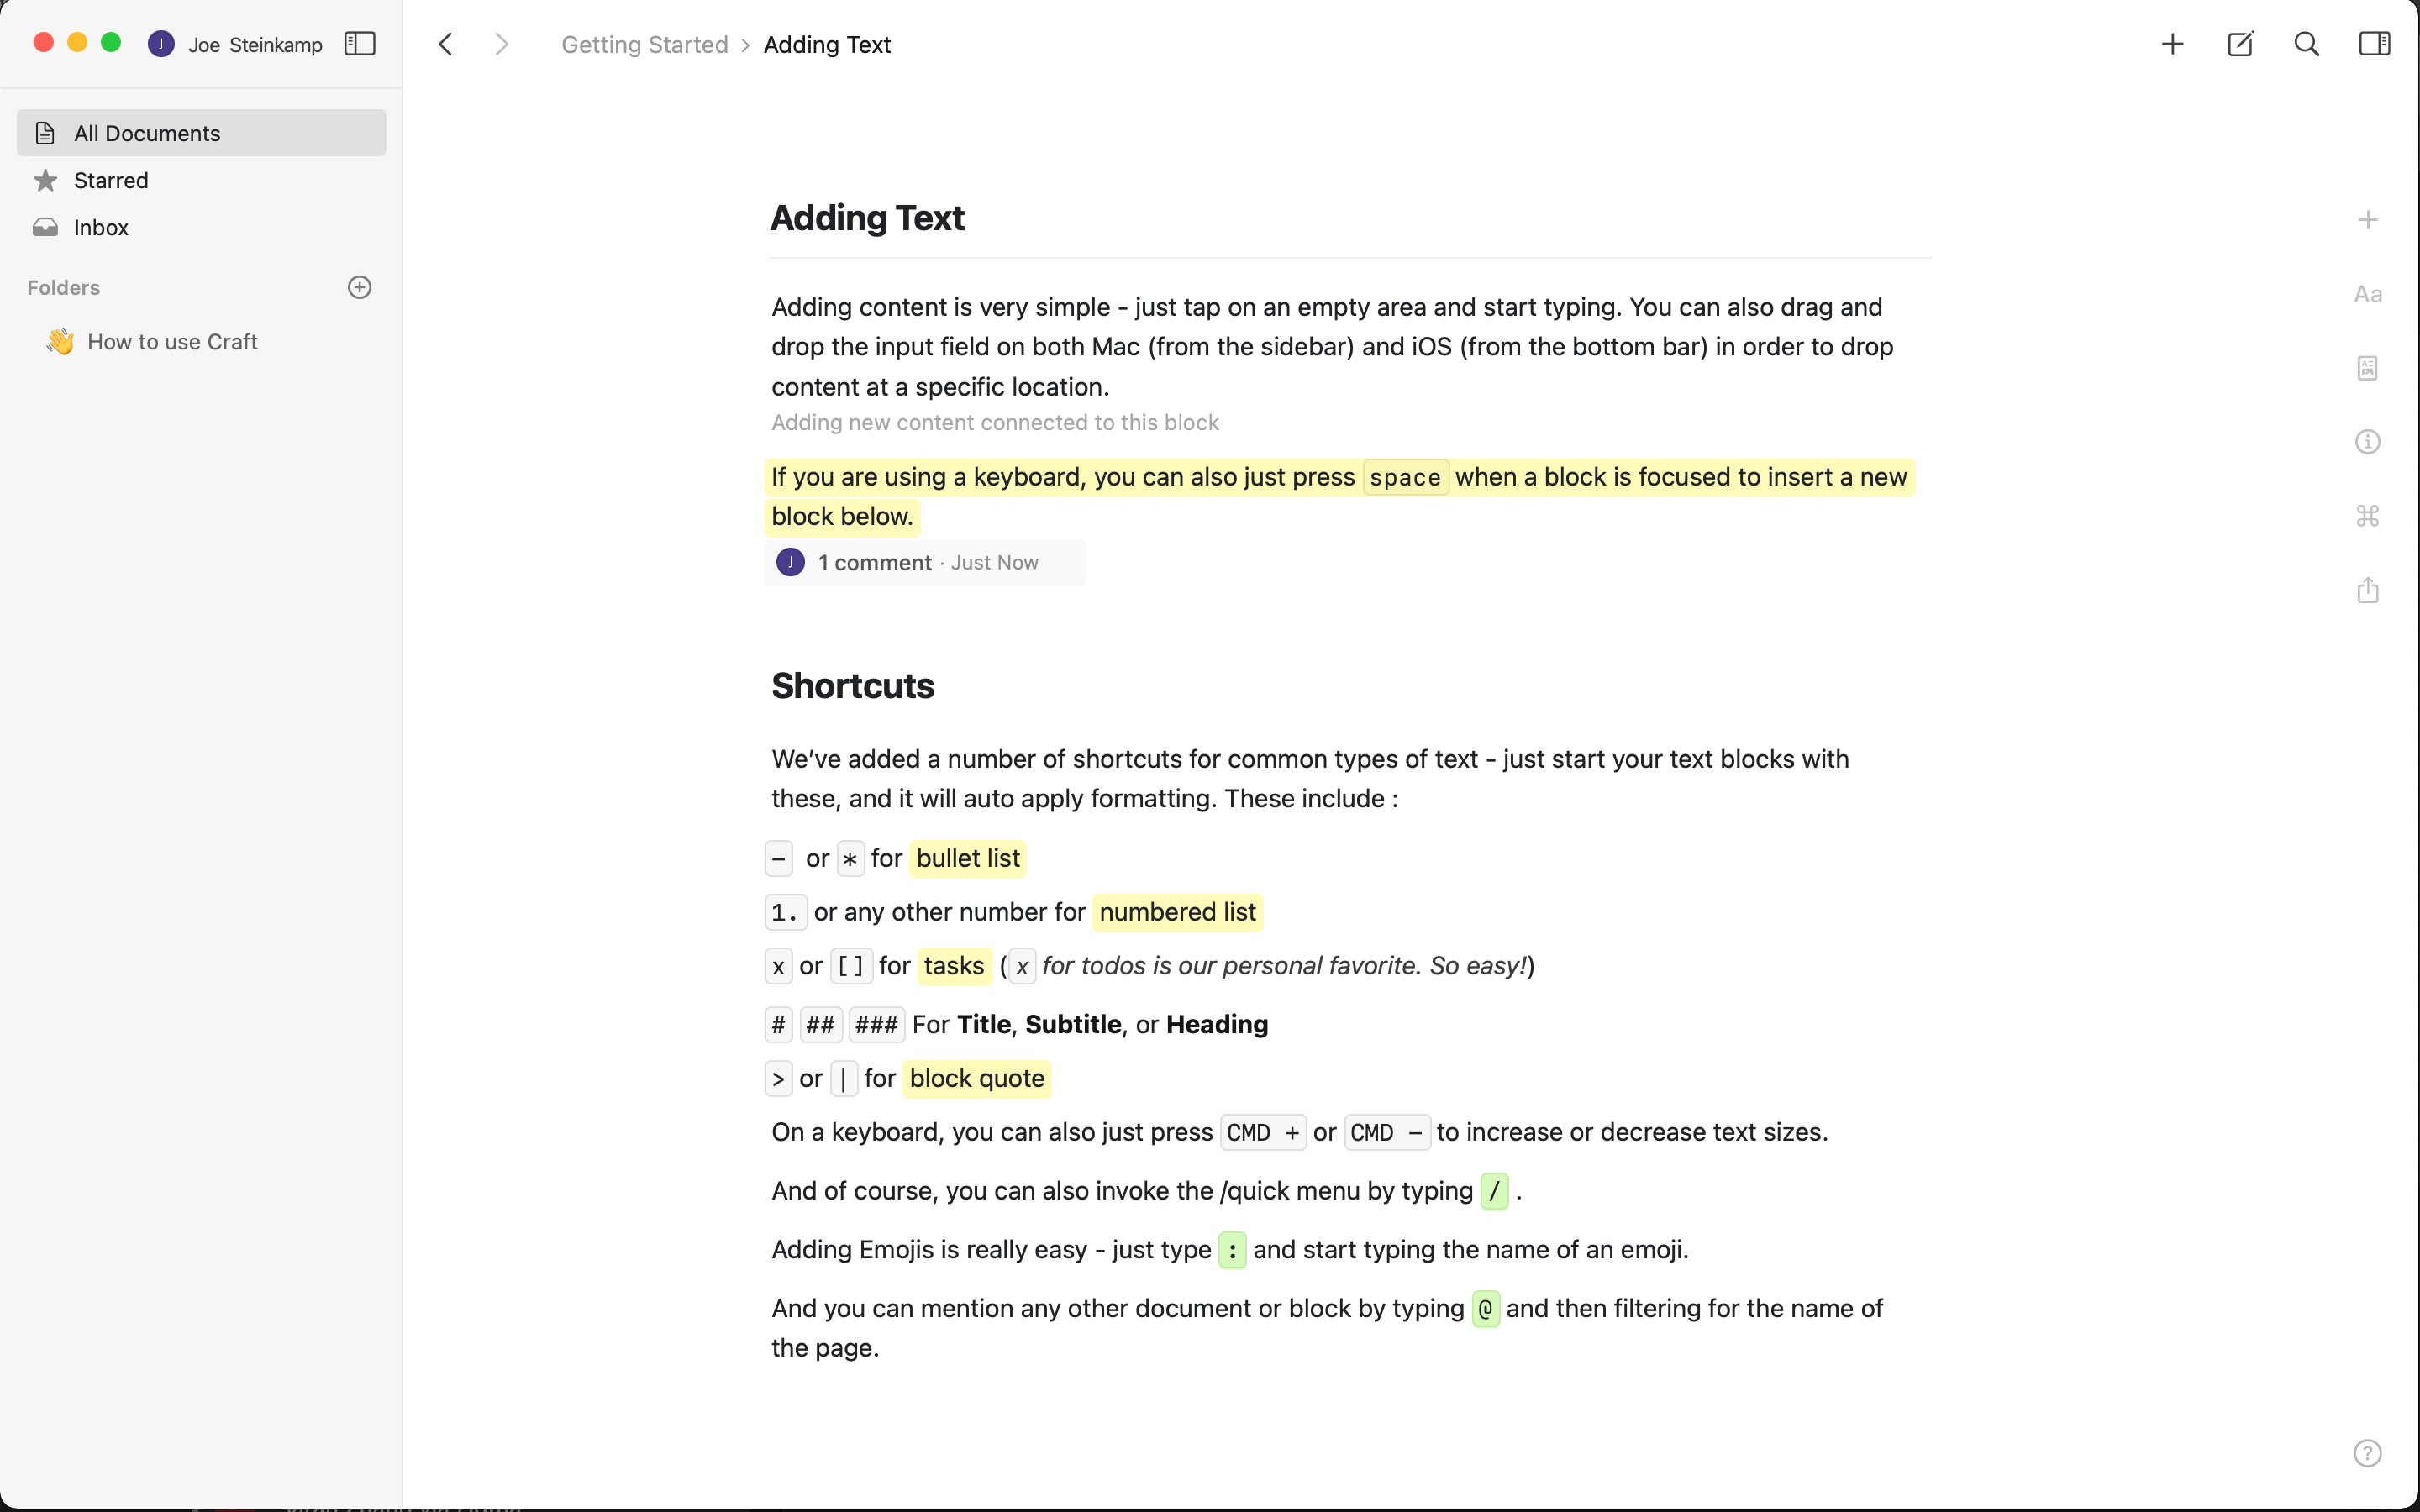 J Joe Steinkamp
Getting Started > Adding Text
All Documents
Starred
Inbox
Folders
👋 How to use Craft
Adding Text
Adding content is very simple - just tap on an empty area and start typing. You can also drag and
drop the input field on both Mac (from the sidebar) and iOS (from the bottom bar) in order to drop
content at a specific location.
Adding new content connected to this block
If you are using a keyboard, you can also just press space when a block is focused to insert a new
block below.
J 1 comment · Just Now
Shortcuts
We’ve added a number of shortcuts for common types of text - just start your text blocks with
these, and it will auto apply formatting. These include :
– or * for bullet list
1. or any other number for numbered list
x or [] for tasks (x for todos is our personal favorite. So easy!)
# ## ### For Title, Subtitle, or Heading
> or | for block quote
On a keyboard, you can also just press CMD + or CMD – to increase or decrease text sizes.
And of course, you can also invoke the /quick menu by typing / .
Adding Emojis is really easy - just type : and start typing the name of an emoji.
And you can mention any other document or block by typing @ and then filtering for the name of
the page.
Aa
?